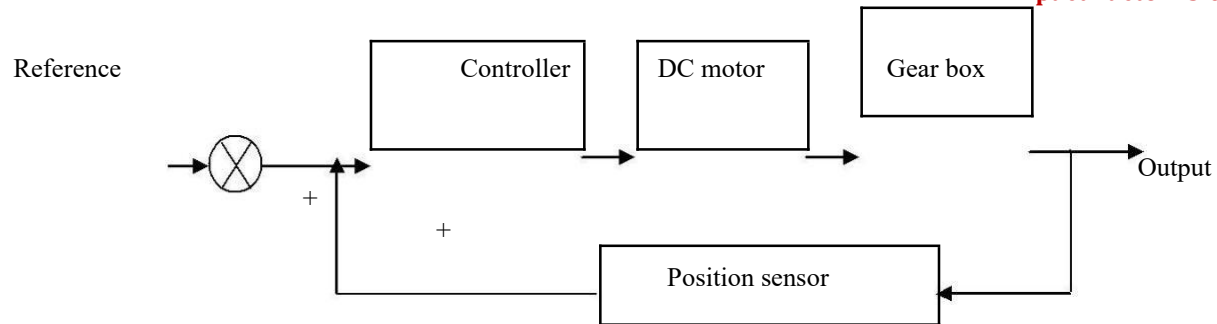 Reference
Controller
DC motor
Gear box
Output
+
+
Position sensor